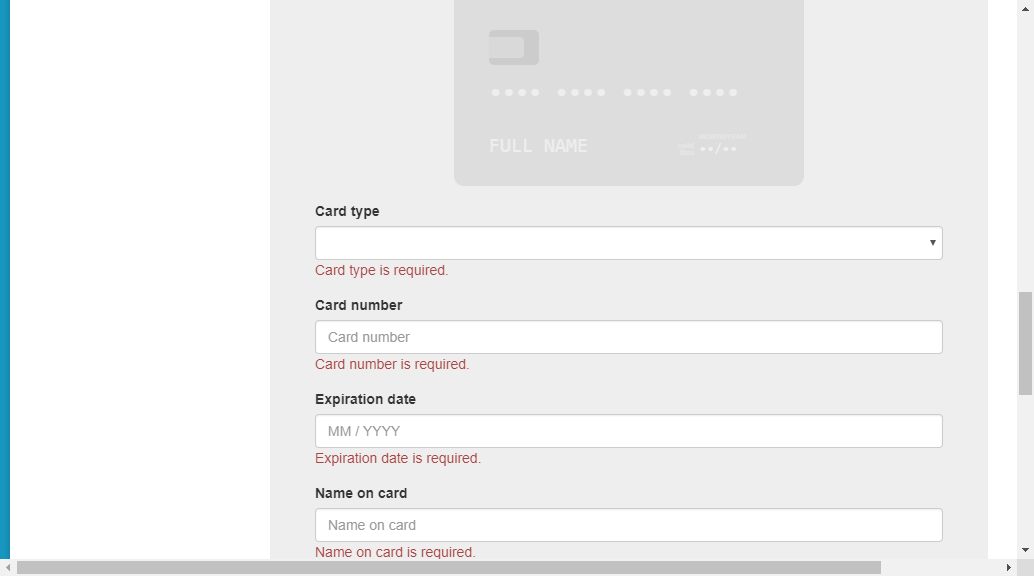 •••• •••• •••• ••••
FULL NAME
••/••
Card type
Card type is required.
Card number
Card number
Card number is required.
Expiration date
MM / YYYY
Expiration date is required.
Name on card
Name on card
Name on card is required.